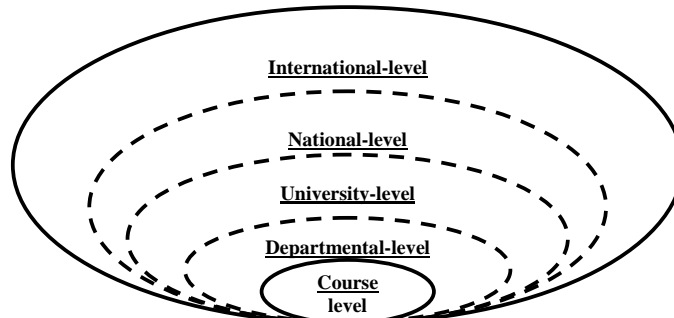 International-level
National-level
University-level
Departmental-level
Course
level